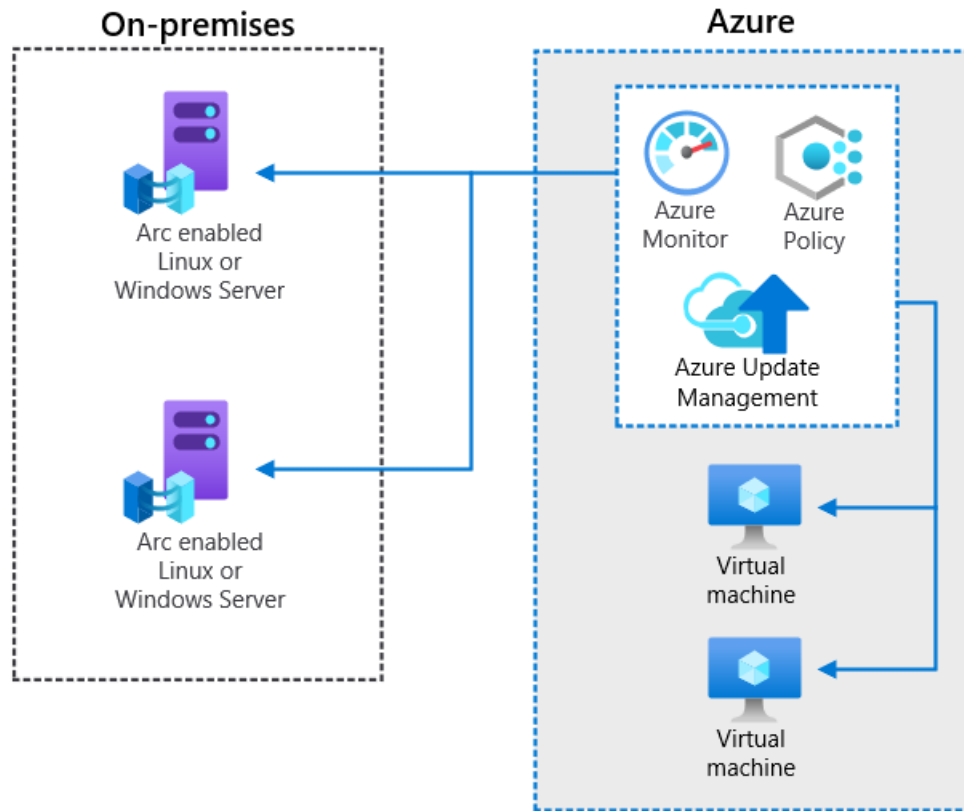 On-premises
Azure
Arc enabled
Linux or
Windows Server
Arc enabled
Linux or
Windows Server
Azure
Monitor
Azure
Policy
Azure Update
Management
Virtual
machine
Virtual
machine